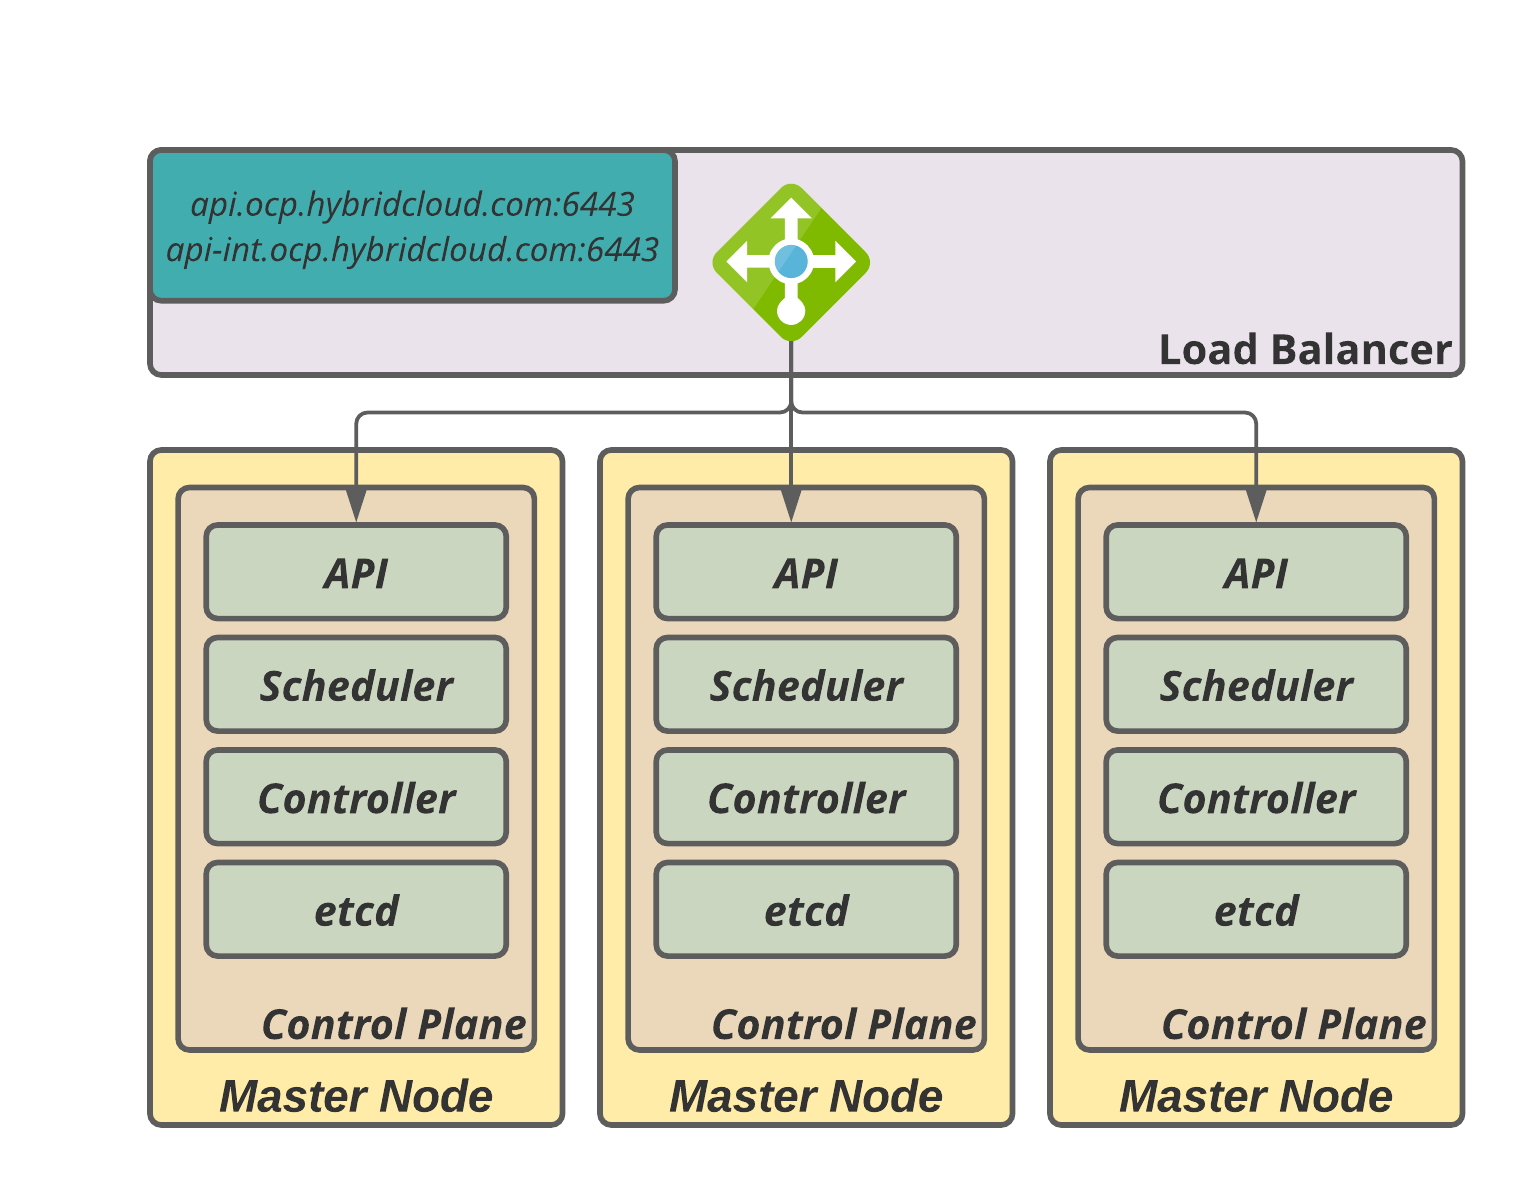 api.ocp.hybridcloud.com:6443
api-int.ocp.hybridcloud.com:6443
Load Balancer
API
Scheduler
Controller
etcd
Control Plane
Master Node
API
Scheduler
Controller
etcd
Control Plane
Master Node
API
Scheduler
Controller
etcd
Control Plane
Master Node